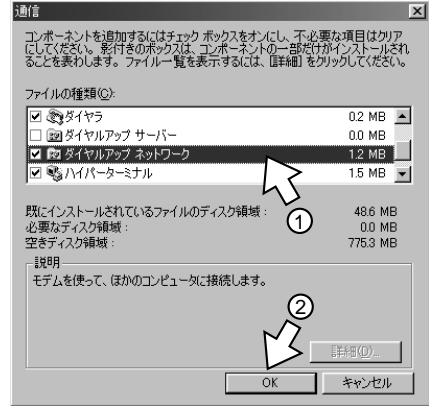 通信
コンポーネントを追加するにはチェック ボックスをオンにし、不必要な項目はクリア
にしてください。影付きのボックスは、コンポーネントの一部だけがインストールされ
ることを表わします。ファイル一覧を表示するには、[詳細] をクリックしてください。
ファイルの種類(C):
ダイヤラ 0.2 MB
ダイヤルアップ サーバー 0.0 MB
ダイヤルアップ ネットワーク 1.2 MB
ハイパーターミナル 1.5 MB
①
既にインストールされているファイルのディスク領域 : 48.6 MB
必要なディスク領域 : 0.0 MB
空きディスク領域 : 775.3 MB
説明
モデムを使って、ほかのコンピュータに接続します。
②
詳細(D)...
OK キャンセル